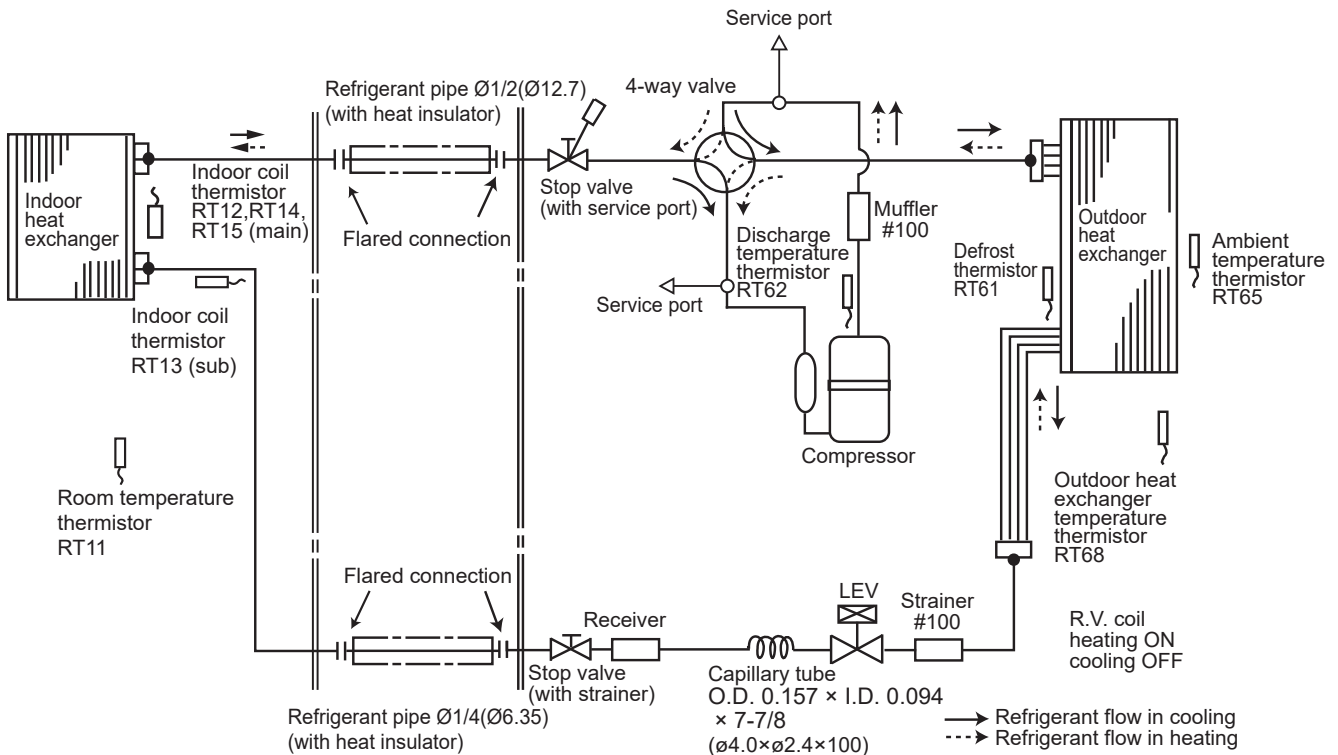 Service port
Refrigerant pipe Ø1/2(Ø12.7)
(with heat insulator)
4-way valve
Indoor
heat
exchanger
Indoor coil
thermistor
RT12,RT14,
RT15 (main)
Flared connection
Stop valve
(with service port)
Discharge
temperature
thermistor
RT62
Muffler
#100
Defrost
thermistor
RT61
Outdoor
heat
exchanger
Ambient
temperature
thermistor
RT65
Service port
Indoor coil
thermistor
RT13 (sub)
Compressor
Room temperature
thermistor
RT11
Outdoor heat
exchanger
temperature
thermistor
RT68
Flared connection
Receiver
LEV
Strainer
#100
R.V. coil
heating ON
cooling OFF
Stop valve
(with strainer)
Capillary tube
O.D. 0.157 × I.D. 0.094
× 7-7/8
(ø4.0×ø2.4×100)
Refrigerant pipe Ø1/4(Ø6.35)
(with heat insulator)
Refrigerant flow in cooling
Refrigerant flow in heating